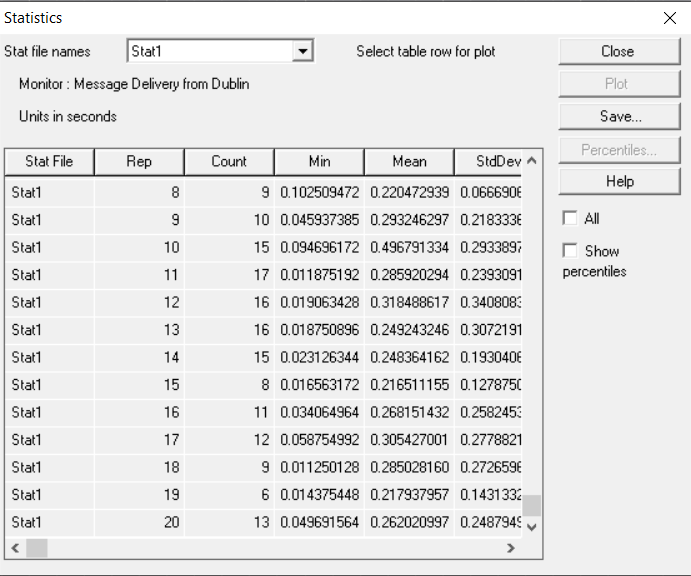 Statistics
Stat file names Stat1 Select table row for plot Close
Monitor : Message Delivery from Dublin Plot
Units in seconds Save...
Percentiles...
Help
All
Show
percentiles
Stat File Rep Count Min Mean StdDev
Stat1 8 9 0.102509472 0.220472939 0.0666906
Stat1 9 10 0.045937385 0.293246297 0.2183336
Stat1 10 15 0.094696172 0.496791334 0.2933897
Stat1 11 17 0.011875192 0.285920294 0.2393091
Stat1 12 16 0.019063428 0.318488617 0.3408083
Stat1 13 16 0.018750896 0.249243246 0.3072191
Stat1 14 15 0.023126344 0.248364162 0.1930406
Stat1 15 8 0.016563172 0.216511155 0.1278750
Stat1 16 11 0.034064964 0.268151432 0.2582453
Stat1 17 12 0.058754992 0.305427001 0.2778821
Stat1 18 9 0.011250128 0.285028160 0.2726596
Stat1 19 6 0.014375448 0.217937957 0.1431332
Stat1 20 13 0.049691564 0.262020997 0.2487949